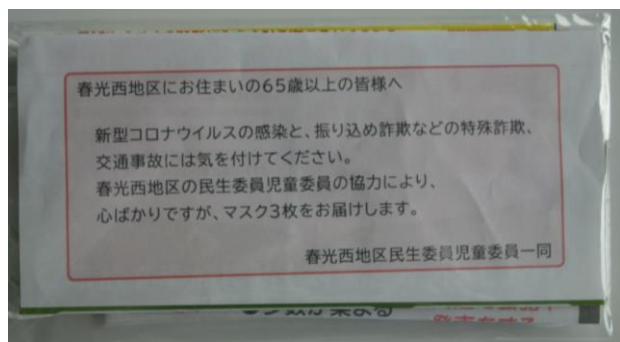 春光西地区にお住まいの65歳以上の皆様へ
新型コロナウイルスの感染と、振り込め詐欺などの特殊詐欺、
交通事故には気を付けてください。
春光西地区の民生委員児童委員の協力により、
心ばかりですが、マスク3枚をお届けします。
春光西地区民生委員児童委員一同